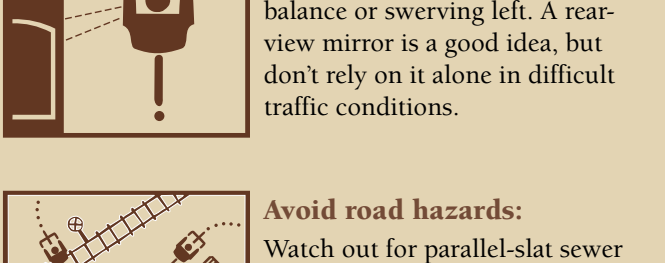 balance or swerving left. A rear-
view mirror is a good idea, but
don’t rely on it alone in difficult
traffic conditions.
Avoid road hazards:
Watch out for parallel-slat sewer